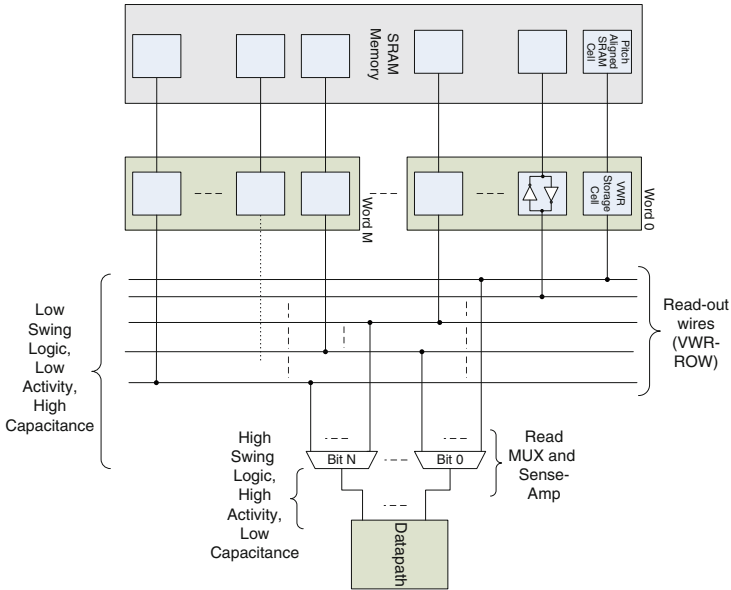 SRAM
Memory
Pitch
Aligned
SRAM
Cell
Word M
VWR
Storage
Cell
Word 0
Low
Swing
Logic,
Low
Activity,
High
Capacitance
Read-out
wires
(VWR-
ROW)
High
Swing
Logic,
High
Activity,
Low
Capacitance
Bit N
Bit 0
Read
MUX and
Sense-
Amp
Datapath